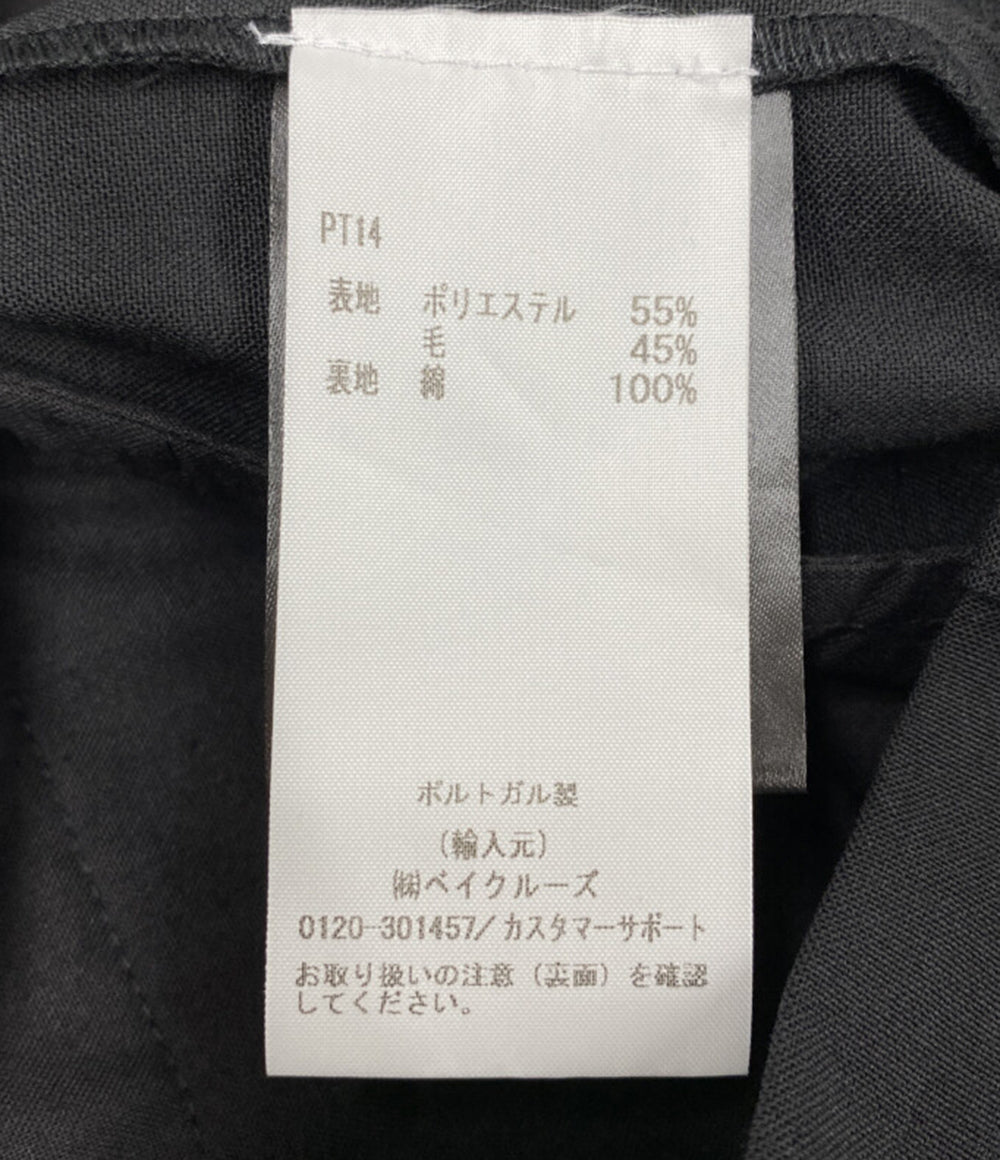 PT14
表地 ポリエステル 55%
毛 45%
裏地 綿 100%
ポルトガル製
(輸入元)
㈱ベイクルーズ
0120-301457/カスタマーサポート
お取り扱いの注意(裏面)を確認
してください。